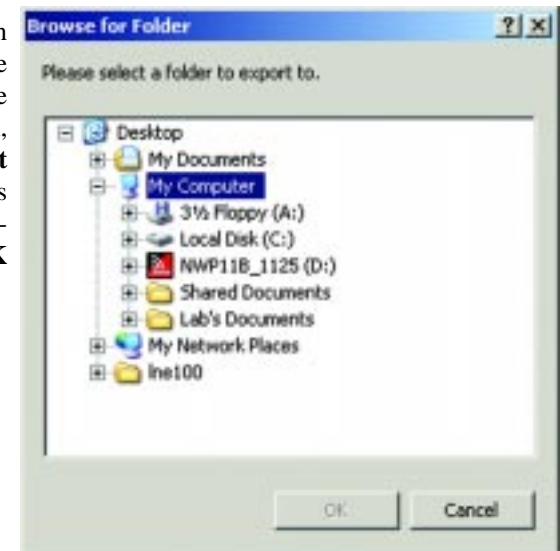 Browse for Folder
Please select a folder to export to.
Desktop
My Documents
My Computer
3½ Floppy (A:)
Local Disk (C:)
NWP11B_1125 (D:)
Shared Documents
Lab's Documents
My Network Places
lne100
OK
Cancel